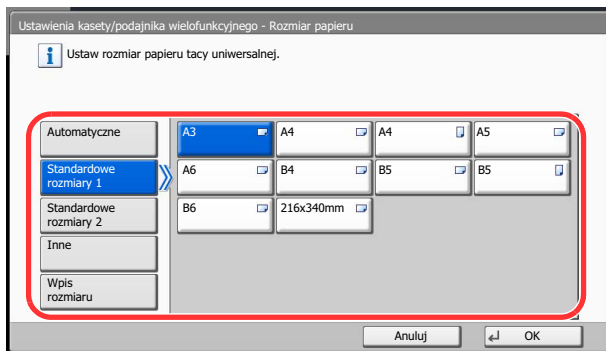 Ustawienia kasety/podajnika wielofunkcyjnego - Rozmiar papieru
Ustaw rozmiar papieru tacy uniwersalnej.
Automatyczne
A3
A4
A4
A5
Standardowe
rozmiary 1
A6
B4
B5
B5
Standardowe
rozmiary 2
B6
216x340mm
Inne
Wpis
rozmiaru
Anuluj
OK